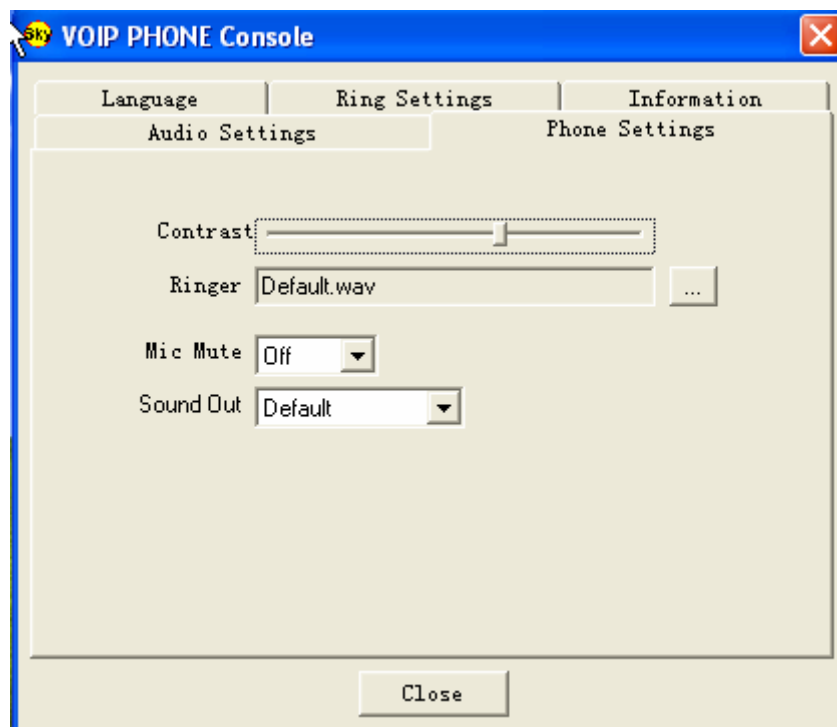 Sky VOIP PHONE Console
Language Ring Settings Information
Audio Settings Phone Settings
Contrast
Ringer Default.wav ...
Mic Mute Off
Sound Out Default
Close